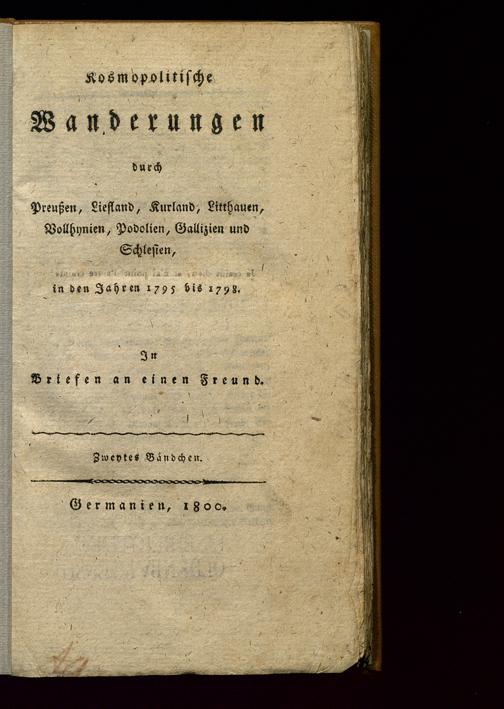 Kosmopolitische
Wanderungen
durch
Preußen, Liefland, Kurland, Litthauen,
Vollhynien, Podolien, Gallizien und
Schlesien,
in den Jahren 1795 bis 1798.
In
Briefen an einen Freund.
Zweytes Bändchen.
Germanien, 1800.